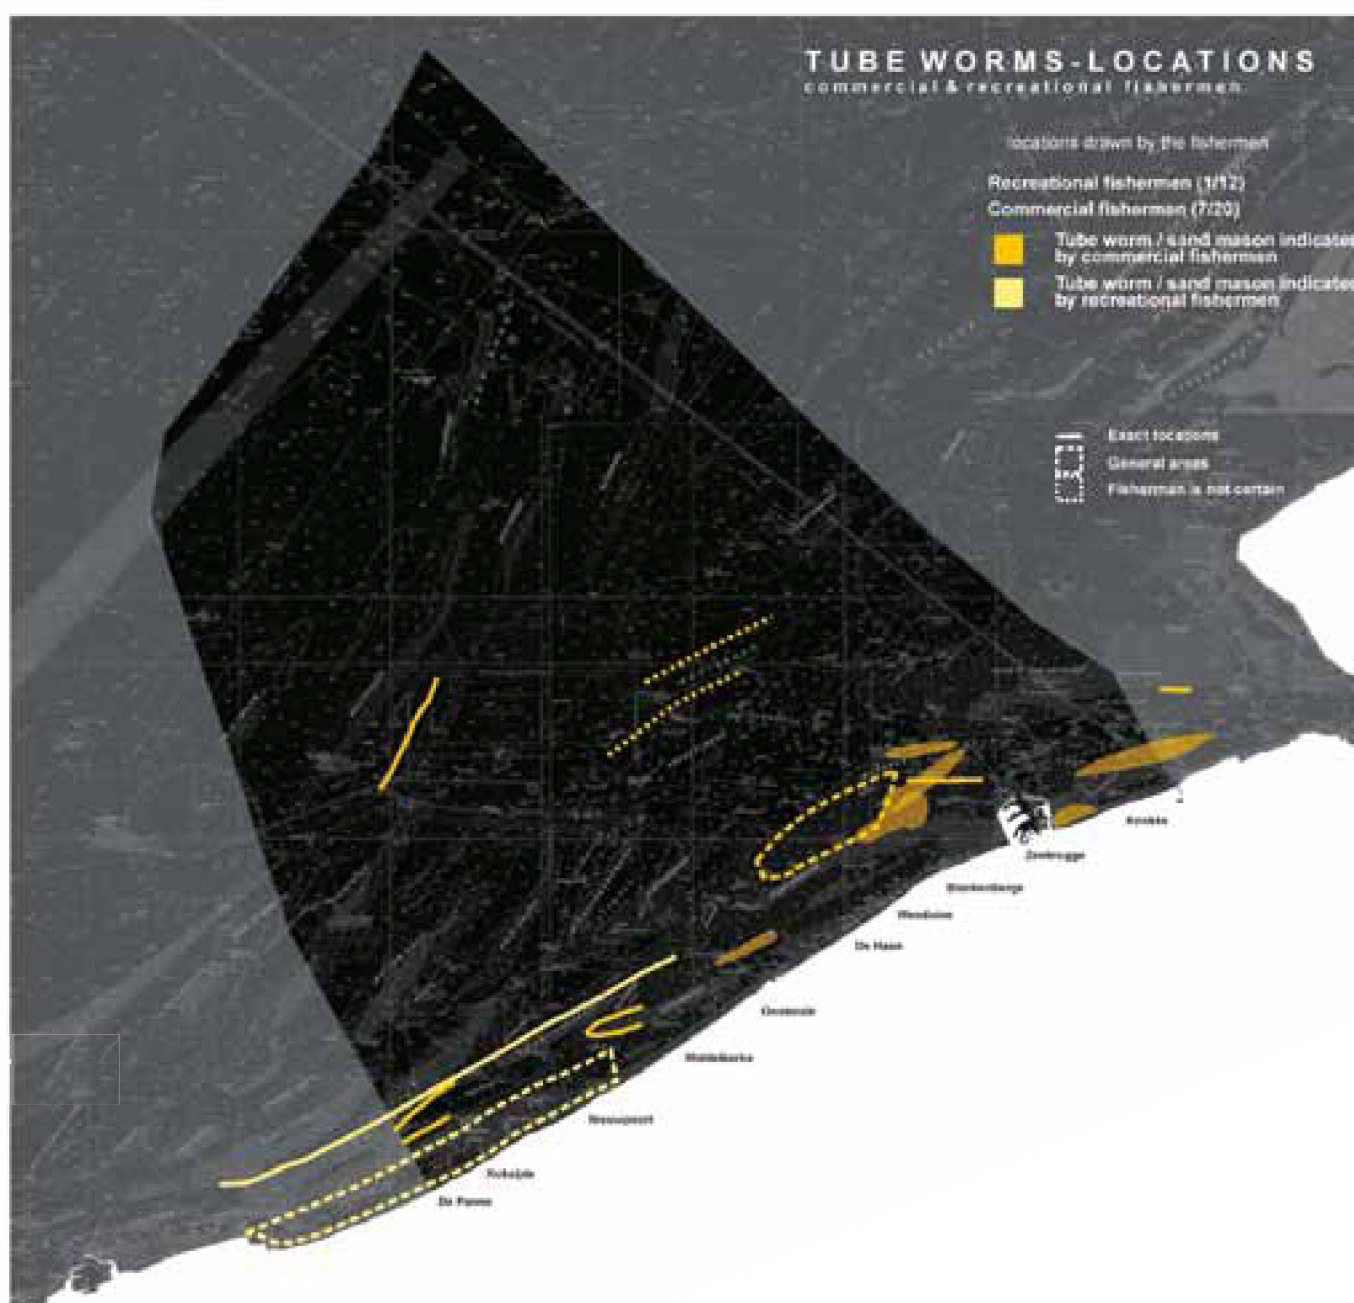 TUBE WORMS-LOCATIONS
commercial & recreational fishermen
locations drawn by the fishermen
Recreational fishermen (1/12)
Commercial fishermen (7/20)
Tube worm / sand mason indicated
by commercial fishermen
Tube worm / sand mason indicated
by recreational fishermen
Exact locations
General areas
Fisherman is not certain
Knokke
Zeebrugge
Blankenberge
Wenduine
De Haan
Oostende
Middelkerke
Nieuwpoort
Koksijde
De Panne